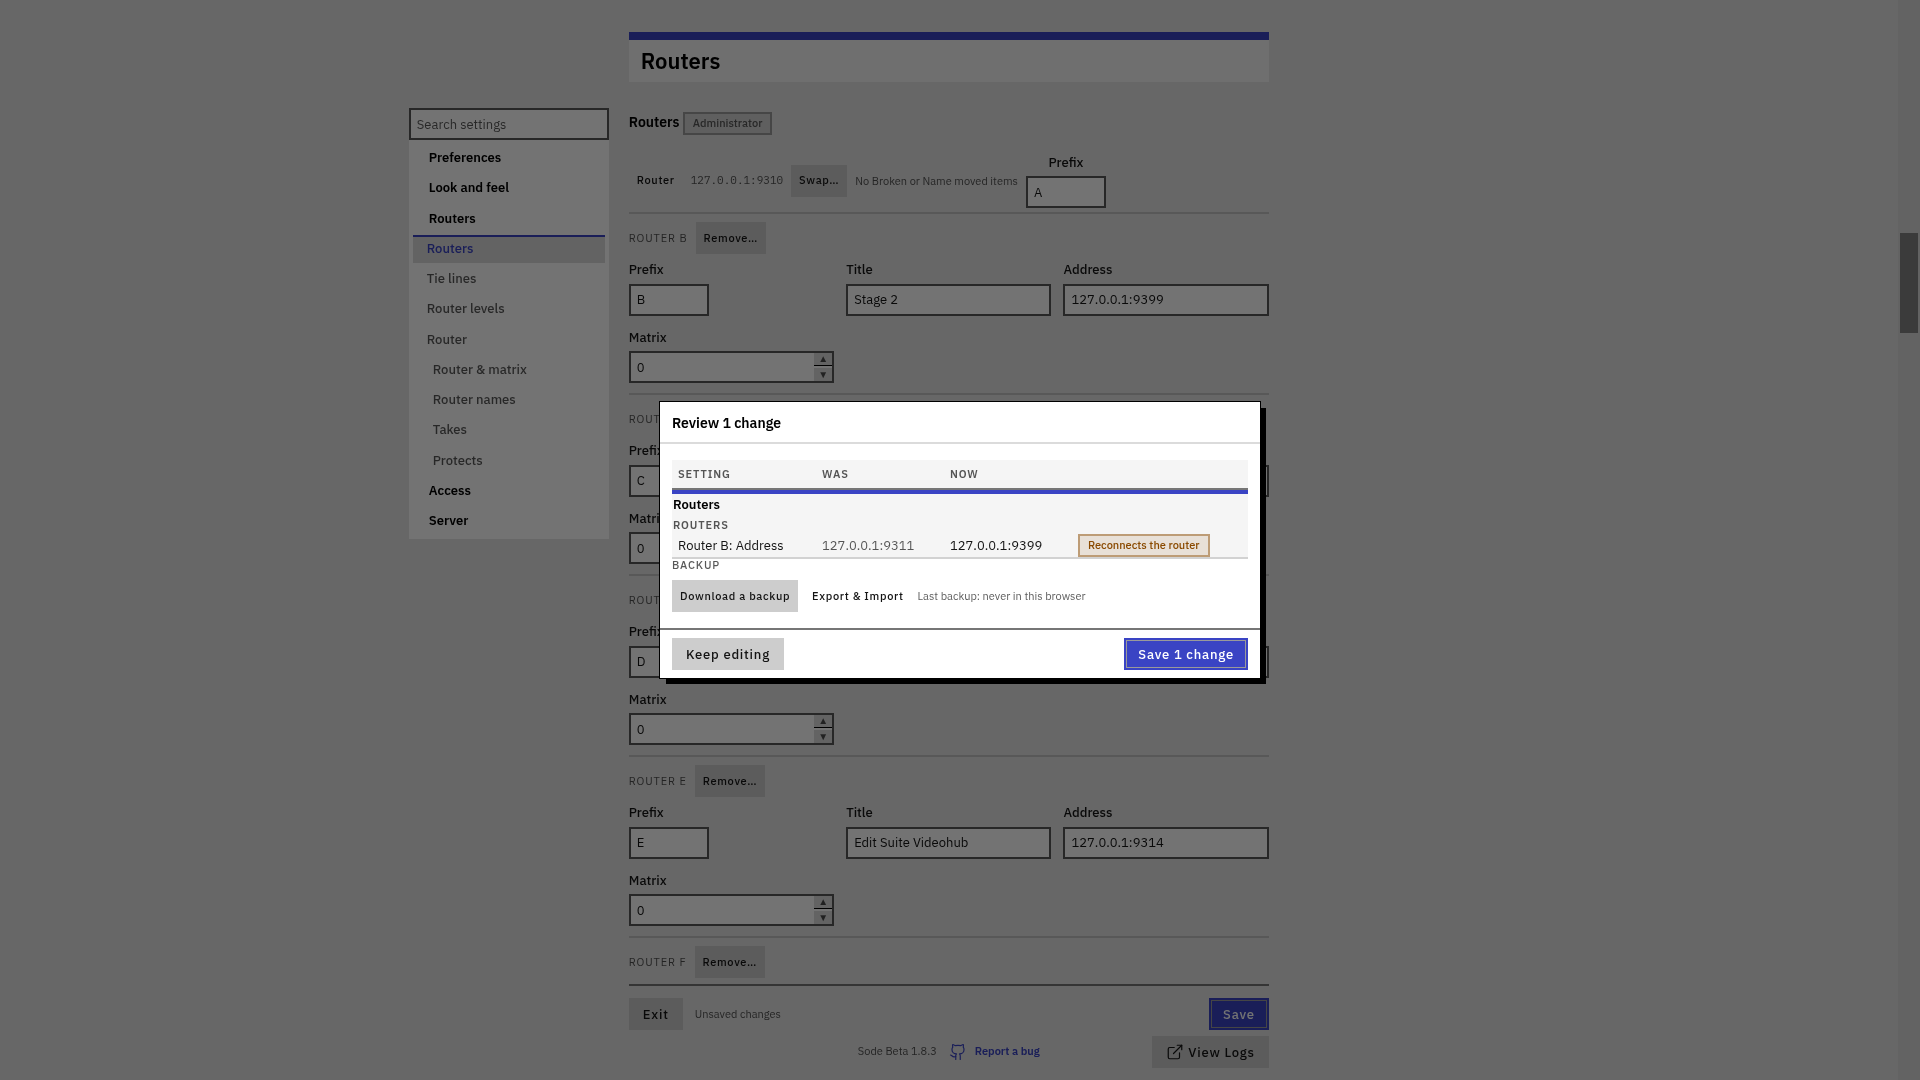 Routers
Search settings
Preferences
Look and feel
Routers
Routers
Tie lines
Router levels
Router
Router & matrix
Router names
Takes
Protects
Access
Server
Routers Administrator
Prefix
Router 127.0.0.1:9310 Swap... No Broken or Name moved items A
ROUTER B Remove...
Prefix Title Address
B Stage 2 127.0.0.1:9399
Matrix
0
ROUT
Prefix
C
Matri
0
ROUT
Prefix
D
Matrix
0
ROUTER E Remove...
Prefix Title Address
E Edit Suite Videohub 127.0.0.1:9314
Matrix
0
ROUTER F Remove...
Exit Unsaved changes Save
Sode Beta 1.8.3 Report a bug View Logs
Review 1 change
SETTING WAS NOW
Routers
ROUTERS
Router B: Address 127.0.0.1:9311 127.0.0.1:9399 Reconnects the router
BACKUP
Download a backup Export & Import Last backup: never in this browser
Keep editing Save 1 change